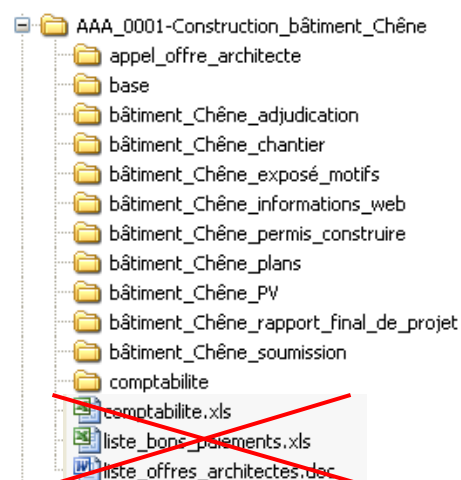 AAA_0001-Construction_bâtiment_Chêne
appel_offre_architecte
base
bâtiment_Chêne_adjudication
bâtiment_Chêne_chantier
bâtiment_Chêne_exposé_motifs
bâtiment_Chêne_informations_web
bâtiment_Chêne_permis_construire
bâtiment_Chêne_plans
bâtiment_Chêne_PV
bâtiment_Chêne_rapport_final_de_projet
bâtiment_Chêne_soumission
comptabilite
comptabilite.xls
liste_bons_paiements.xls
liste_offres_architectes.doc